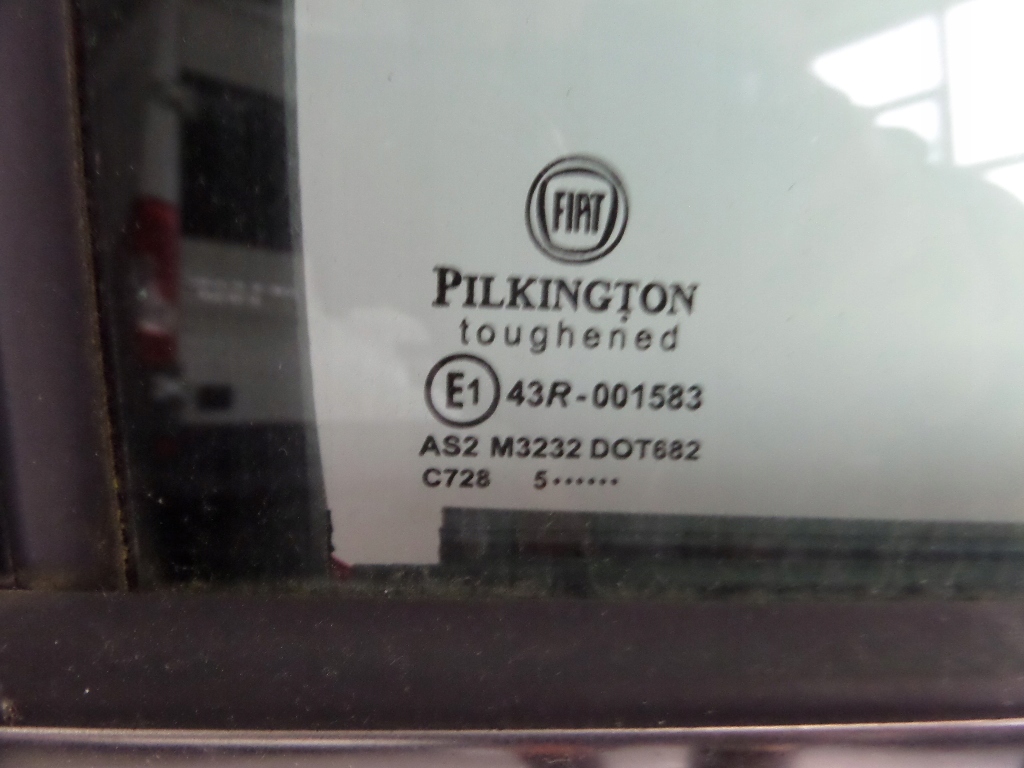 FIAT
PILKINGTON
toughened
E1 43R-001583
AS2 M3232 DOT682
C728 5••••••